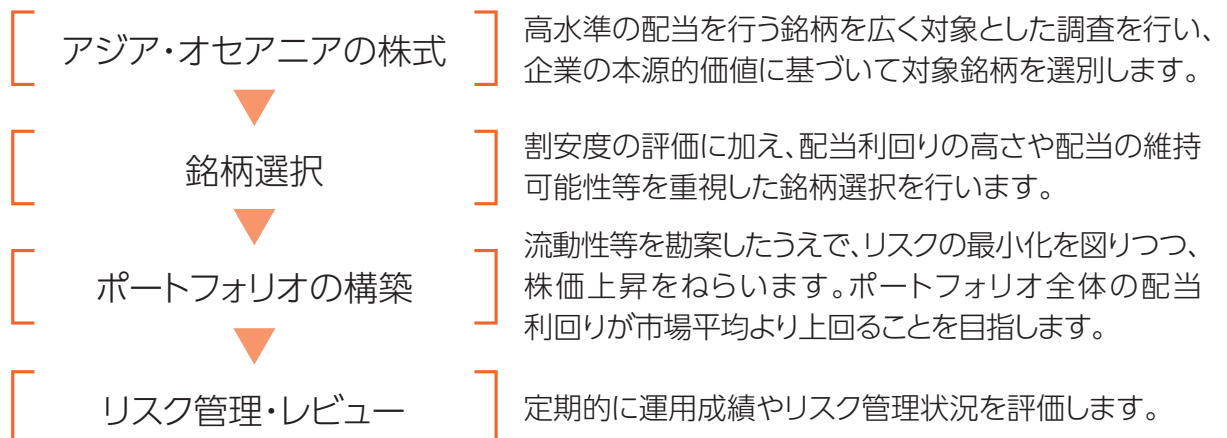 アジア・オセアニアの株式
高水準の配当を行う銘柄を広く対象とした調査を行い、
企業の本源的価値に基づいて対象銘柄を選別します。
銘柄選択
割安度の評価に加え、配当利回りの高さや配当の維持
可能性等を重視した銘柄選択を行います。
ポートフォリオの構築
流動性等を勘案したうえで、リスクの最小化を図りつつ、
株価上昇をねらいます。ポートフォリオ全体の配当
利回りが市場平均より上回ることを目指します。
リスク管理・レビュー
定期的に運用成績やリスク管理状況を評価します。